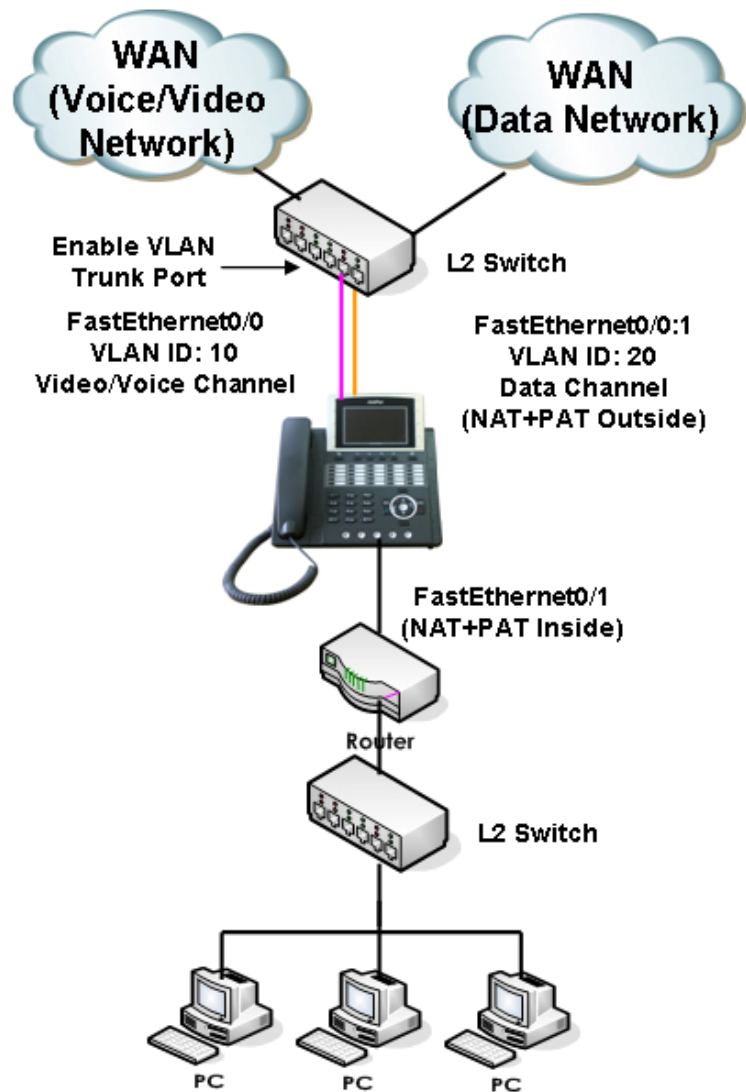 WAN
(Voice/Video
Network)
WAN
(Data Network)
Enable VLAN
Trunk Port
L2 Switch
FastEthernet0/0
VLAN ID: 10
Video/Voice Channel
FastEthernet0/0:1
VLAN ID: 20
Data Channel
(NAT+PAT Outside)
FastEthernet0/1
(NAT+PAT Inside)
Router
L2 Switch
PC
PC
PC